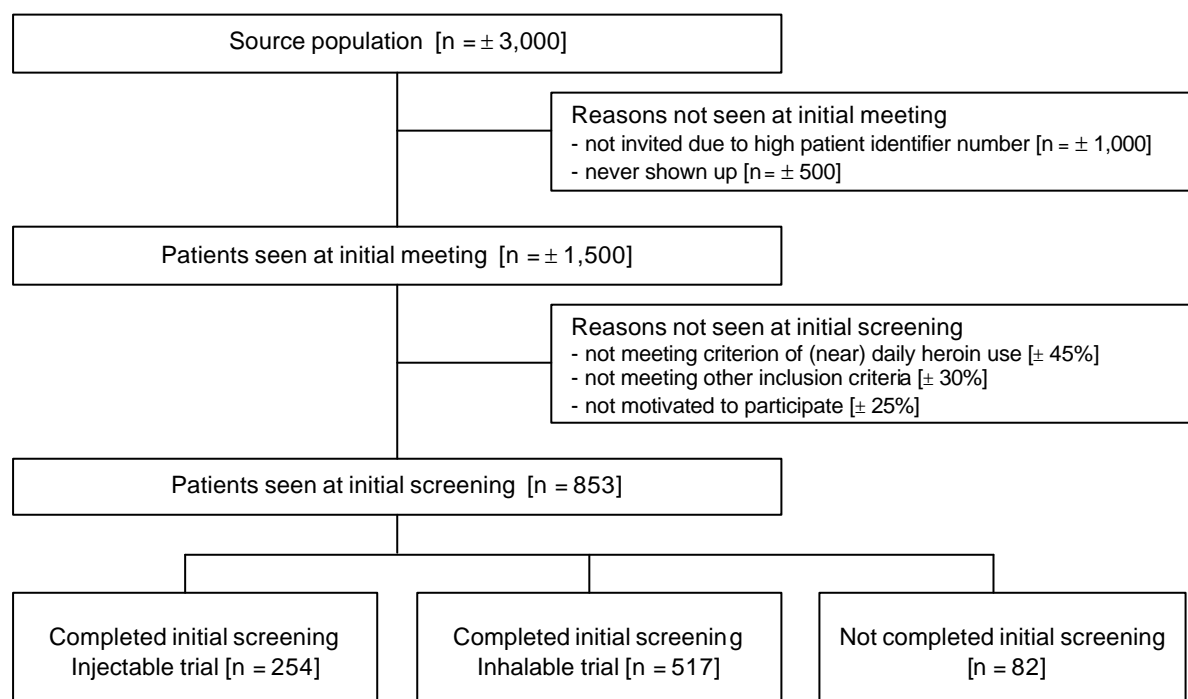 Source population [n = ± 3,000]
Reasons not seen at initial meeting
- not invited due to high patient identifier number [n = ± 1,000]
- never shown up [n = ± 500]
Patients seen at initial meeting [n = ± 1,500]
Reasons not seen at initial screening
- not meeting criterion of (near) daily heroin use [± 45%]
- not meeting other inclusion criteria [± 30%]
- not motivated to participate [± 25%]
Patients seen at initial screening [n = 853]
Completed initial screening
Injectable trial [n = 254]
Completed initial screening
Inhalable trial [n = 517]
Not completed initial screening
[n = 82]